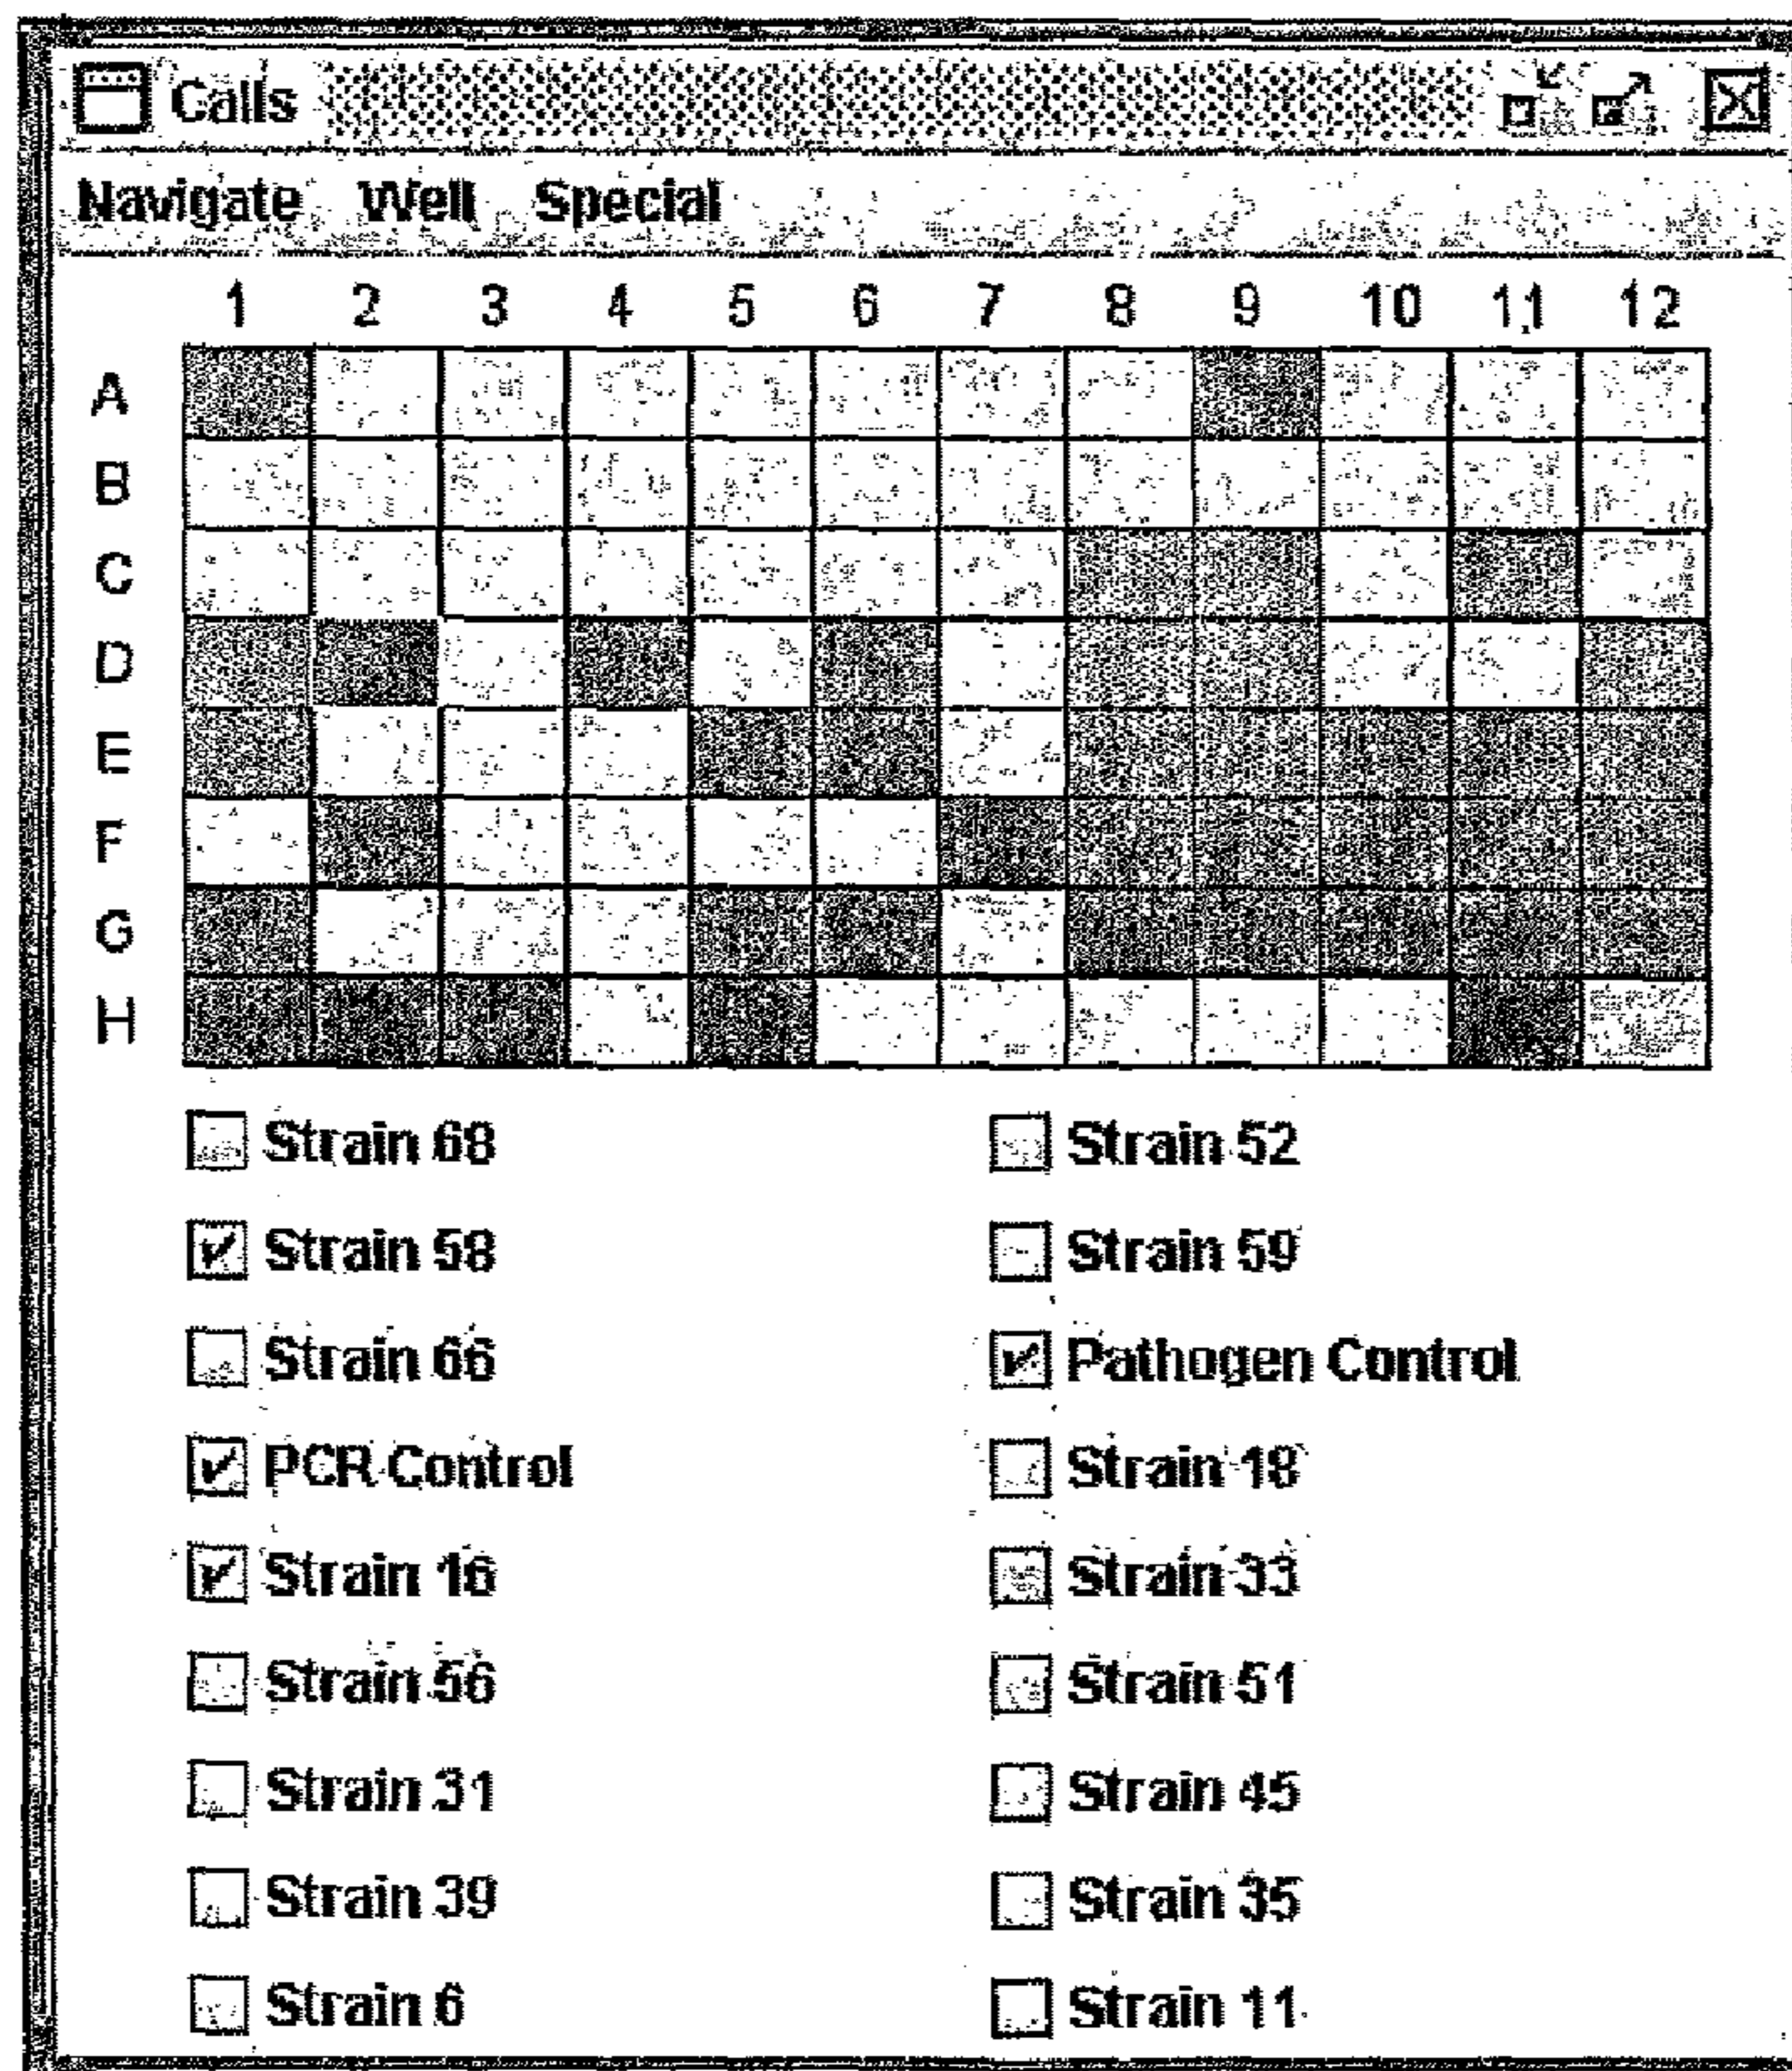 Calls
Navigate Well Special
1 2 3 4 5 6 7 8 9 10 11 12
A
B
C
D
E
F
G
H
Strain 68 Strain 52
Strain 58 Strain 59
Strain 66 Pathogen Control
PCR Control Strain 18
Strain 16 Strain 33
Strain 56 Strain 51
Strain 31 Strain 45
Strain 39 Strain 35
Strain 6 Strain 11